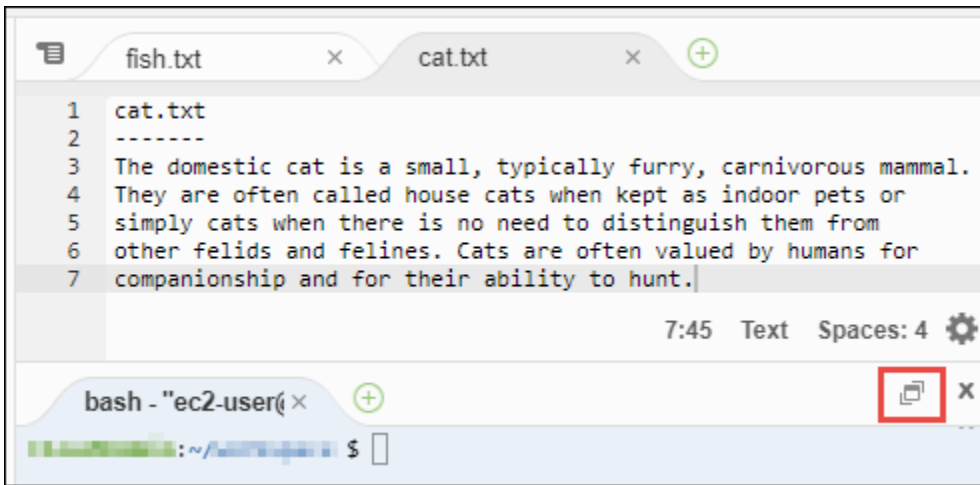 fish.txt × cat.txt ×
1 cat.txt
2 -------
3 The domestic cat is a small, typically furry, carnivorous mammal.
4 They are often called house cats when kept as indoor pets or
5 simply cats when there is no need to distinguish them from
6 other felids and felines. Cats are often valued by humans for
7 companionship and for their ability to hunt.
7:45 Text Spaces: 4
bash - "ec2-user@ ×
:~/ $